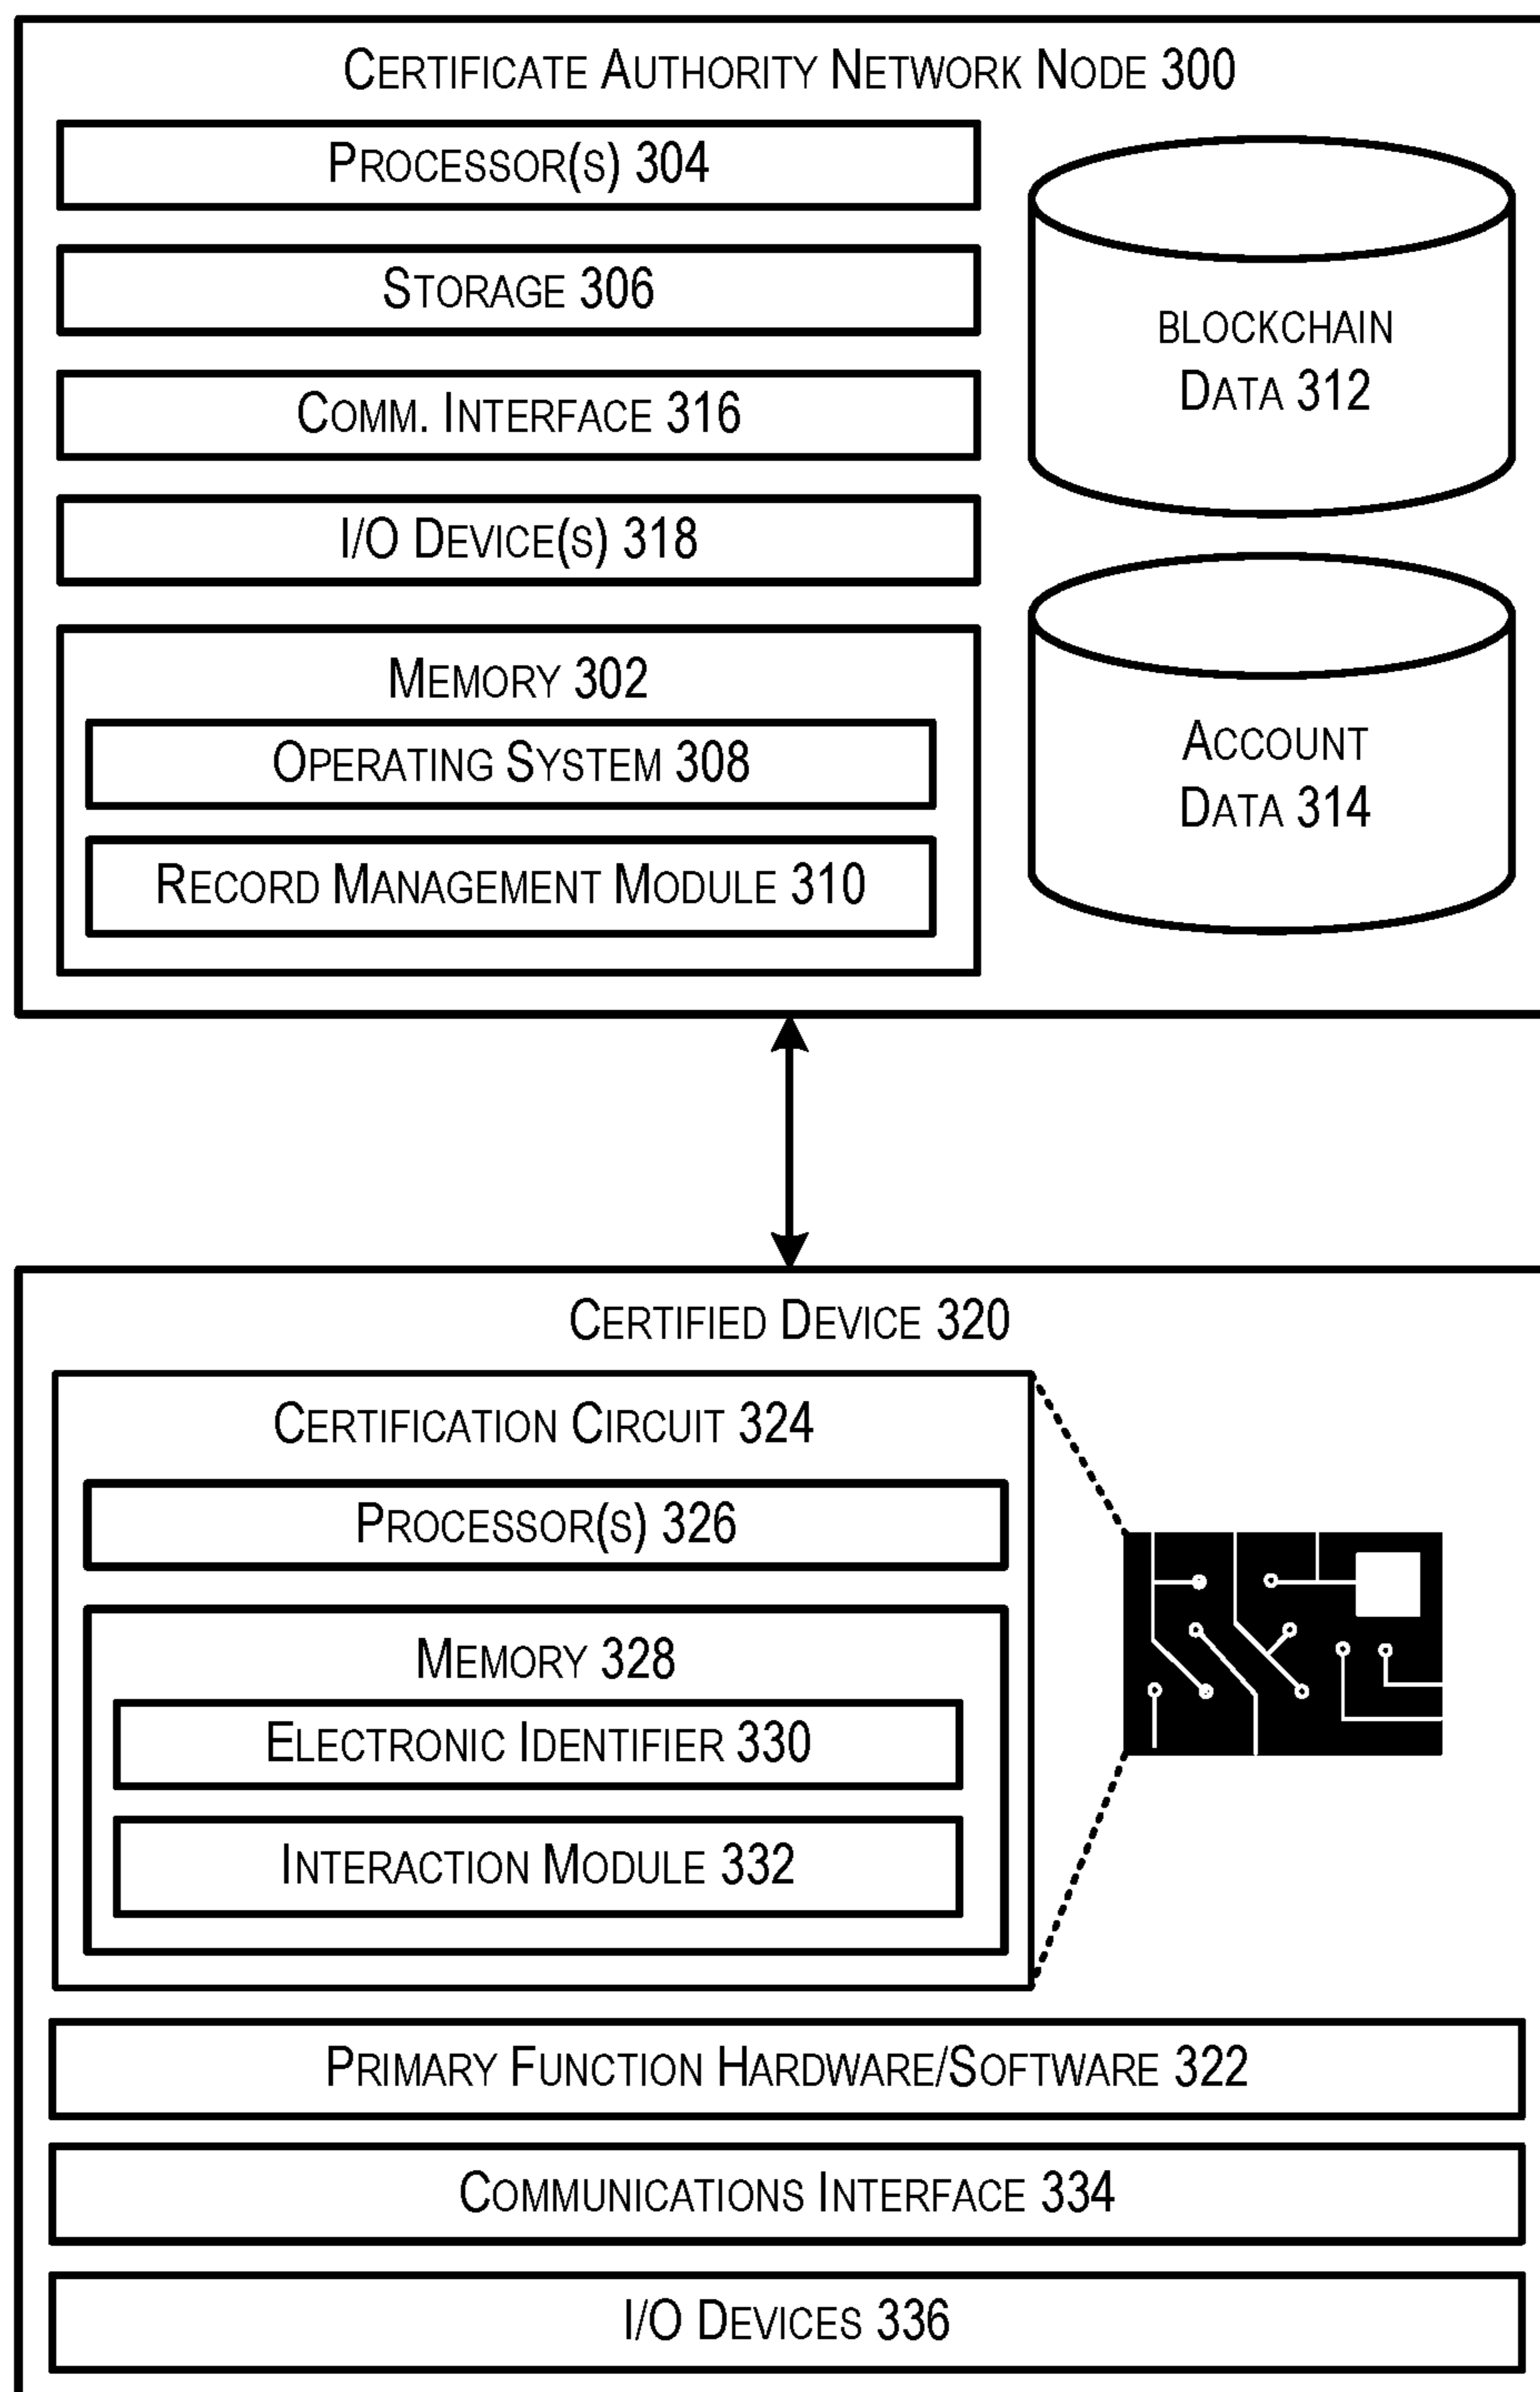 CERTIFICATE AUTHORITY NETWORK NODE 300
PROCESSOR(S) 304
STORAGE 306
COMM. INTERFACE 316
I/O DEVICE(S) 318
MEMORY 302
OPERATING SYSTEM 308
RECORD MANAGEMENT MODULE 310
BLOCKCHAIN
DATA 312
ACCOUNT
DATA 314
CERTIFIED DEVICE 320
CERTIFICATION CIRCUIT 324
PROCESSOR(S) 326
MEMORY 328
ELECTRONIC IDENTIFIER 330
INTERACTION MODULE 332
PRIMARY FUNCTION HARDWARE/SOFTWARE 322
COMMUNICATIONS INTERFACE 334
I/O DEVICES 336